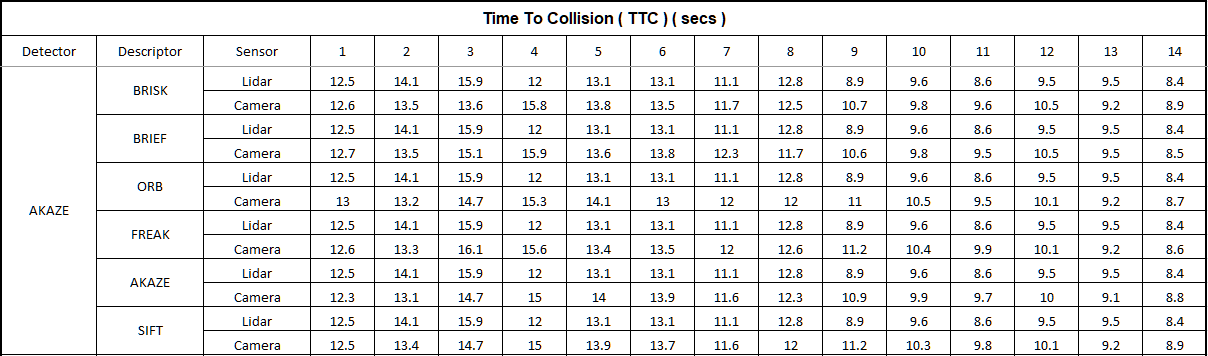 Time To Collision ( TTC ) ( secs )
Detector Descriptor Sensor 1 2 3 4 5 6 7 8 9 10 11 12 13 14
AKAZE
BRISK
Lidar 12.5 14.1 15.9 12 13.1 13.1 11.1 12.8 8.9 9.6 8.6 9.5 9.5 8.4
Camera 12.6 13.5 13.6 15.8 13.8 13.5 11.7 12.5 10.7 9.8 9.6 10.5 9.2 8.9
BRIEF
Lidar 12.5 14.1 15.9 12 13.1 13.1 11.1 12.8 8.9 9.6 8.6 9.5 9.5 8.4
Camera 12.7 13.5 15.1 15.9 13.6 13.8 12.3 11.7 10.6 9.8 9.5 10.5 9.5 8.5
ORB
Lidar 12.5 14.1 15.9 12 13.1 13.1 11.1 12.8 8.9 9.6 8.6 9.5 9.5 8.4
Camera 13 13.2 14.7 15.3 14.1 13 12 12 11 10.5 9.5 10.1 9.2 8.7
FREAK
Lidar 12.5 14.1 15.9 12 13.1 13.1 11.1 12.8 8.9 9.6 8.6 9.5 9.5 8.4
Camera 12.6 13.3 16.1 15.6 13.4 13.5 12 12.6 11.2 10.4 9.9 10.1 9.2 8.6
AKAZE
Lidar 12.5 14.1 15.9 12 13.1 13.1 11.1 12.8 8.9 9.6 8.6 9.5 9.5 8.4
Camera 12.3 13.1 14.7 15 14 13.9 11.6 12.3 10.9 9.9 9.7 10 9.1 8.8
SIFT
Lidar 12.5 14.1 15.9 12 13.1 13.1 11.1 12.8 8.9 9.6 8.6 9.5 9.5 8.4
Camera 12.5 13.4 14.7 15 13.9 13.7 11.6 12 11.2 10.3 9.8 10.1 9.2 8.9